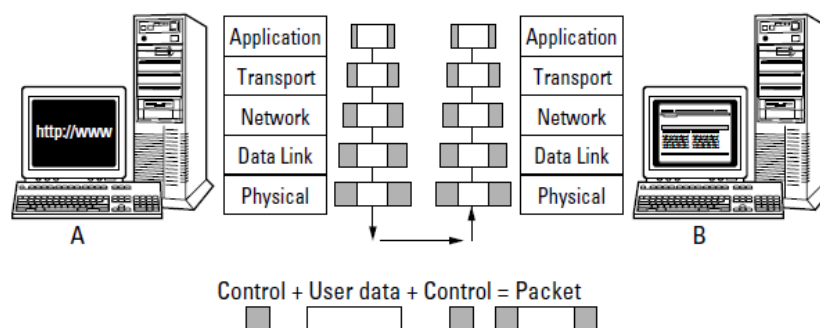 Application
Transport
Network
Data Link
Physical
http://www
A
Application
Transport
Network
Data Link
Physical
B
Control + User data + Control = Packet